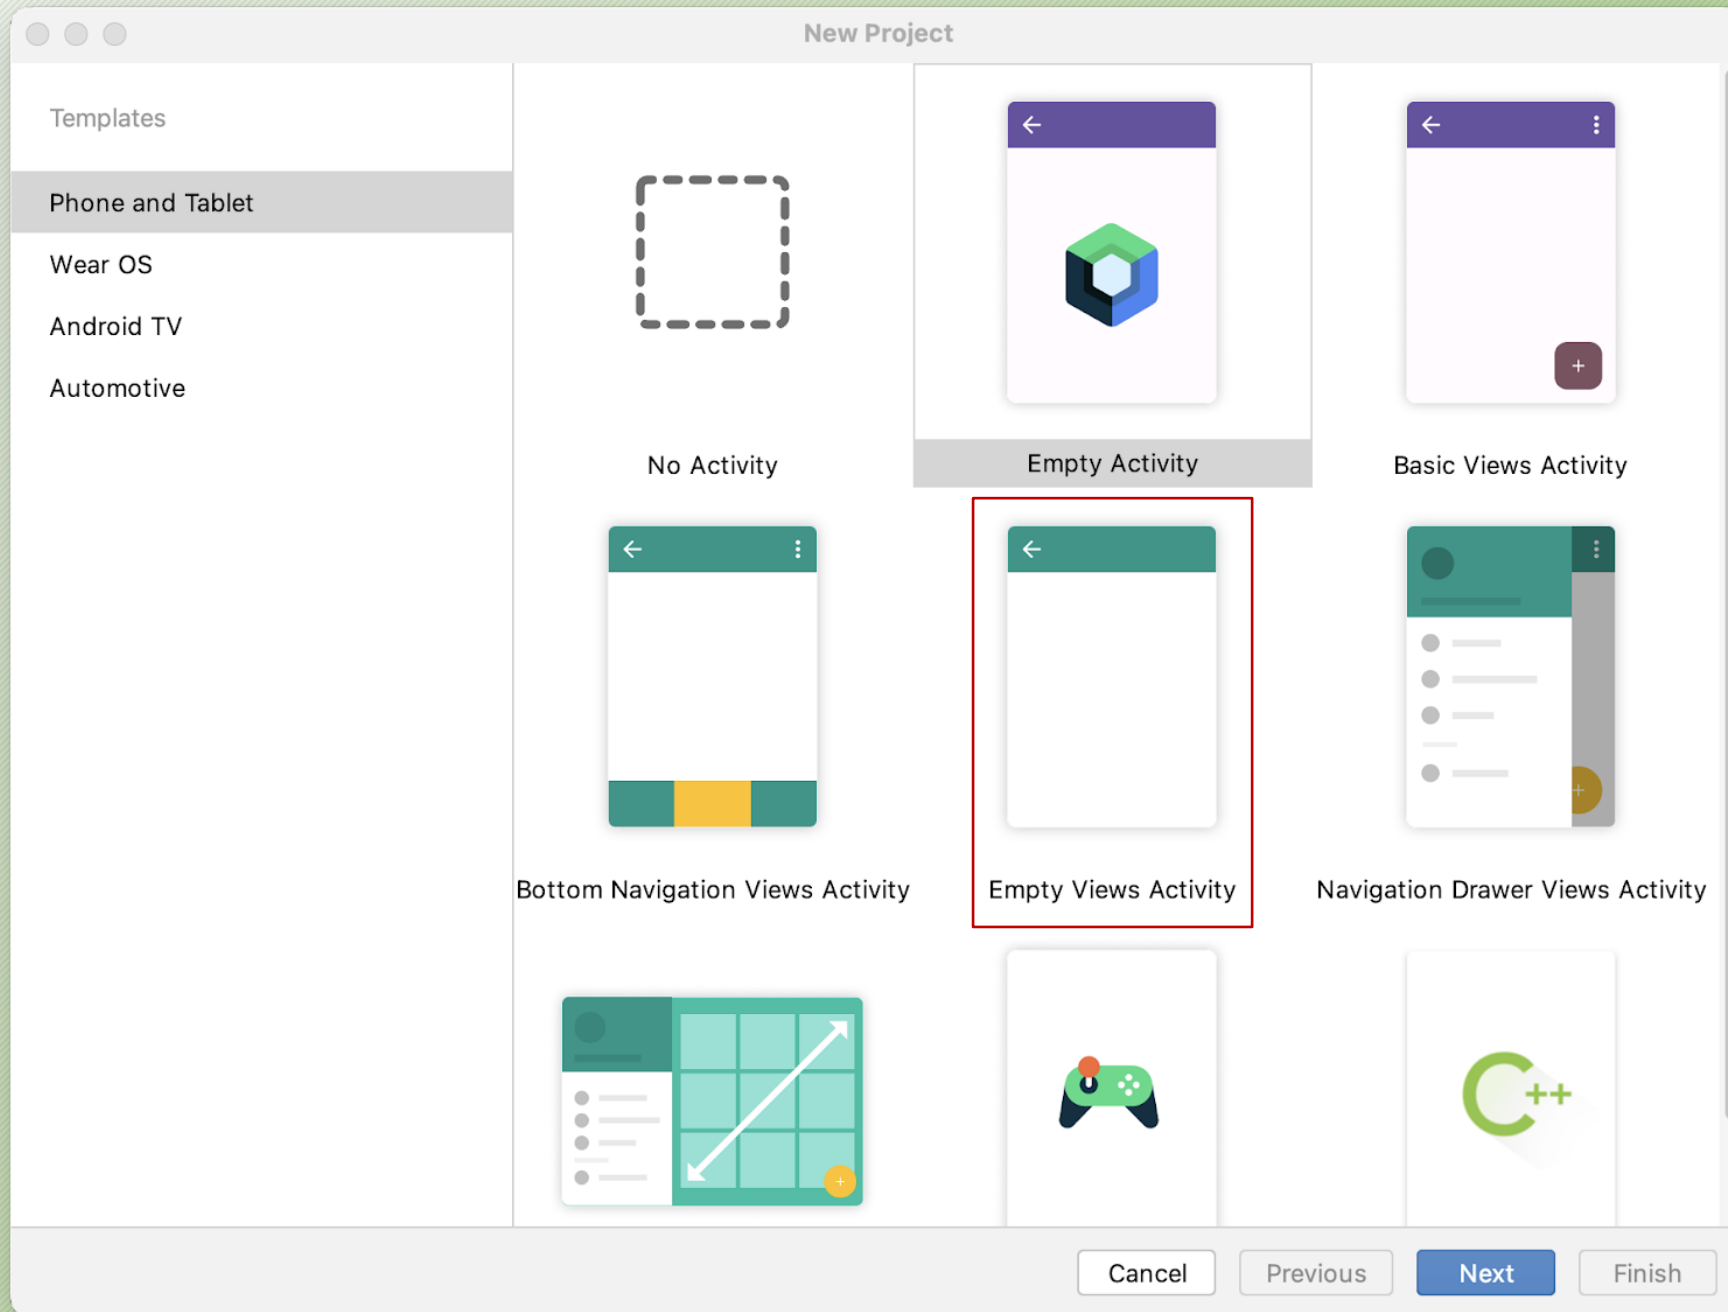 New Project
Templates
Phone and Tablet
Wear OS
Android TV
Automotive
No Activity
Empty Activity
Basic Views Activity
Bottom Navigation Views Activity
Empty Views Activity
Navigation Drawer Views Activity
C++
Cancel
Previous
Next
Finish